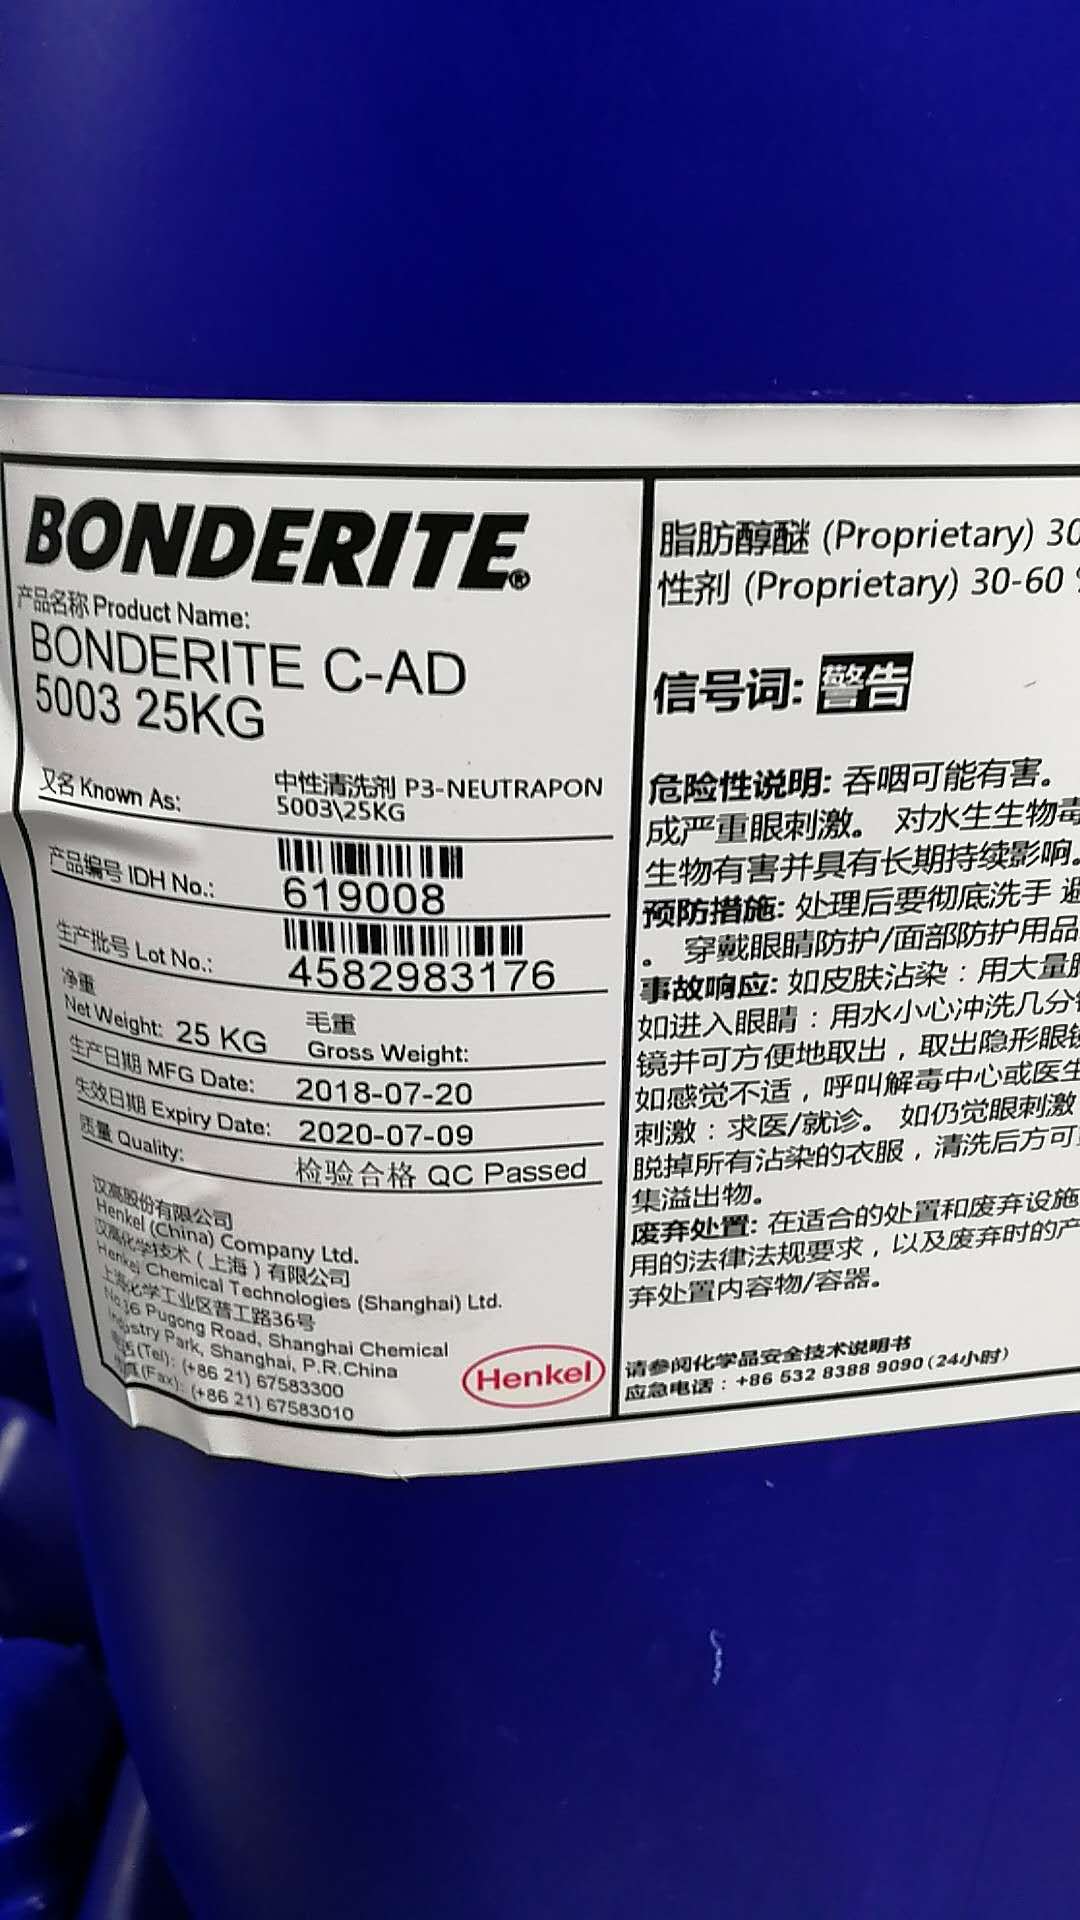 BONDERITE®
产品名称 Product Name:
BONDERITE C-AD
5003 25KG
又名 Known As:
中性清洗剂 P3-NEUTRAPON
5003\25KG
产品编号 IDH No.:
619008
生产批号 Lot No.:
4582983176
净重
Net Weight: 25 KG
毛重
Gross Weight:
生产日期 MFG Date: 2018-07-20
失效日期 Expiry Date: 2020-07-09
质量 Quality: 检验合格 QC Passed
汉高股份有限公司
Henkel (China) Company Ltd.
汉高化学技术（上海）有限公司
Henkel Chemical Technologies (Shanghai) Ltd.
上海化学工业区普工路36号
No.36 Pugong Road, Shanghai Chemical
Industry Park, Shanghai, P.R.China
电话(Tel): (+86 21) 67583300
传真(Fax): (+86 21) 67583010
Henkel
脂肪醇醚 (Proprietary) 30
性剂 (Proprietary) 30-60
信号词: 警告
危险性说明: 吞咽可能有害。
成严重眼刺激。 对水生生物毒
生物有害并具有长期持续影响。
预防措施: 处理后要彻底洗手 避
。 穿戴眼睛防护/面部防护用品
事故响应: 如皮肤沾染：用大量肥
如进入眼睛：用水小心冲洗几分钟
镜并可方便地取出，取出隐形眼镜
如感觉不适，呼叫解毒中心或医生
刺激：求医/就诊。 如仍觉眼刺激
脱掉所有沾染的衣服，清洗后方可
集溢出物。
废弃处置: 在适合的处置和废弃设施
用的法律法规要求，以及废弃时的产
弃处置内容物/容器。
请参阅化学品安全技术说明书
应急电话：+86 532 8388 9090 (24小时)